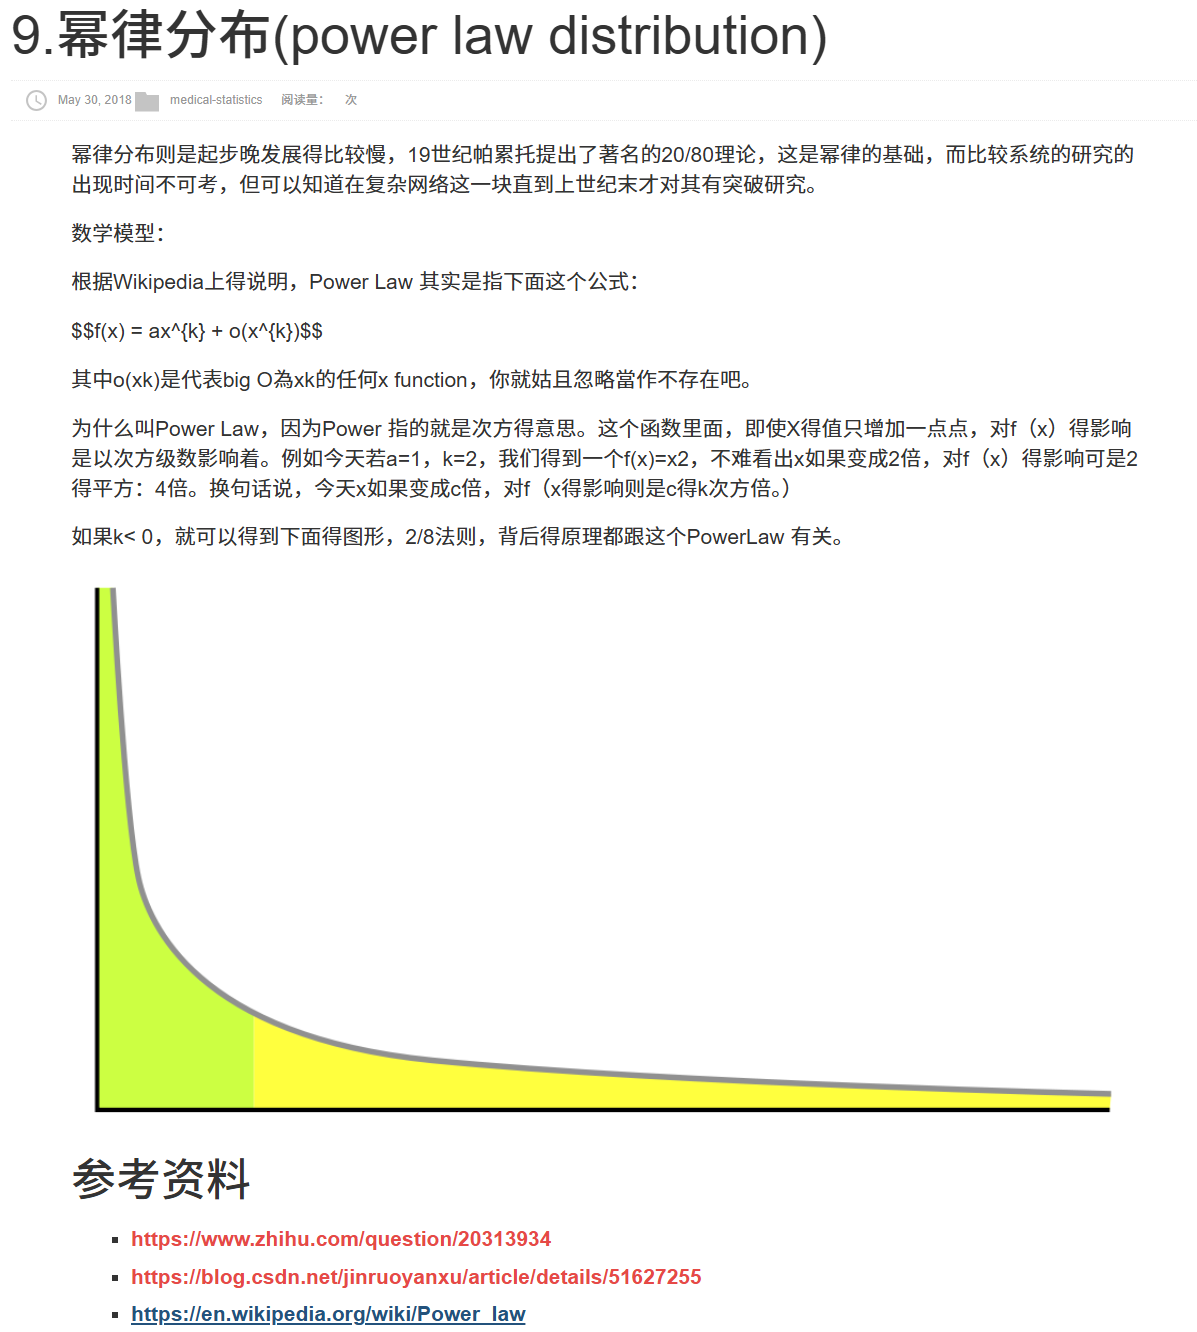 9.幂律分布(power law distribution)
May 30, 2018 medical-statistics 阅读量： 次
幂律分布则是起步晚发展得比较慢，19世纪帕累托提出了著名的20/80理论，这是幂律的基础，而比较系统的研究的
出现时间不可考，但可以知道在复杂网络这一块直到上世纪末才对其有突破研究。
数学模型：
根据Wikipedia上得说明，Power Law 其实是指下面这个公式：
$$f(x) = ax^{k} + o(x^{k})$$
其中o(xk)是代表big O為xk的任何x function，你就姑且忽略當作不存在吧。
为什么叫Power Law，因为Power 指的就是次方得意思。这个函数里面，即使X得值只增加一点点，对f（x）得影响
是以次方级数影响着。例如今天若a=1，k=2，我们得到一个f(x)=x2，不难看出x如果变成2倍，对f（x）得影响可是2
得平方：4倍。换句话说，今天x如果变成c倍，对f（x得影响则是c得k次方倍。）
如果k< 0，就可以得到下面得图形，2/8法则，背后得原理都跟这个PowerLaw 有关。
参考资料
https://www.zhihu.com/question/20313934
https://blog.csdn.net/jinruoyanxu/article/details/51627255
https://en.wikipedia.org/wiki/Power_law